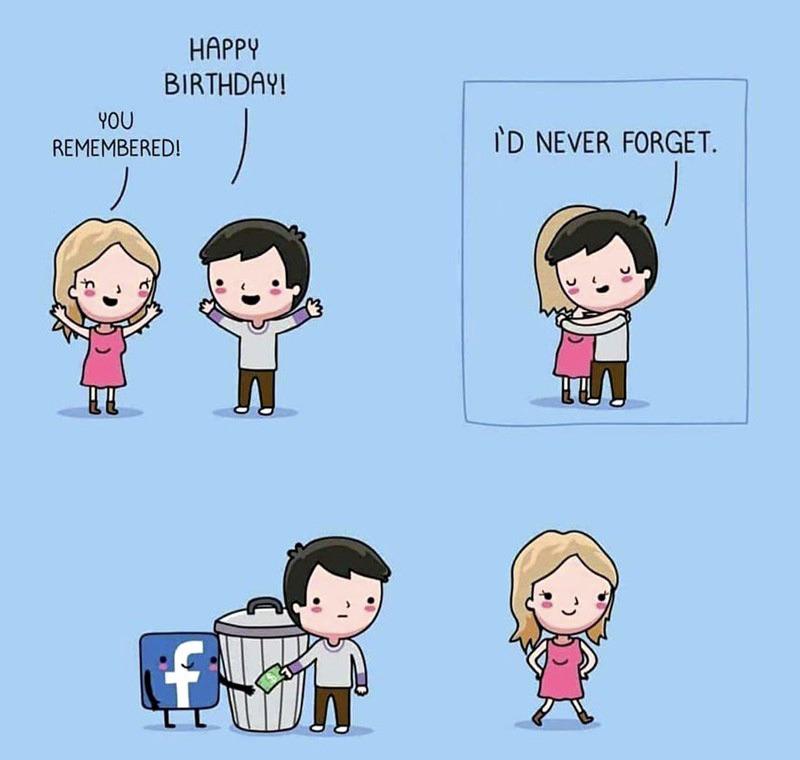 HAPPY
BIRTHDAY!
YOU
REMEMBERED!
I'D NEVER FORGET.
f
$